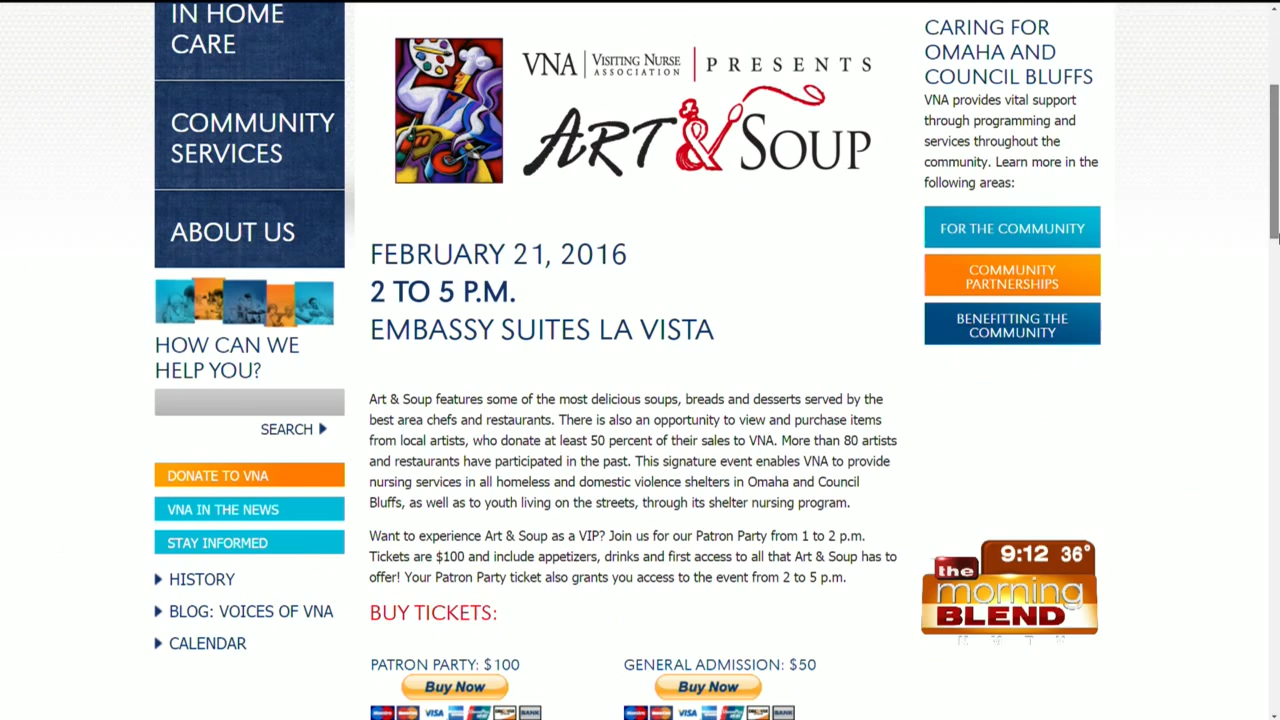 IN HOME
CARE
COMMUNITY
SERVICES
ABOUT US
HOW CAN WE
HELP YOU?
SEARCH
DONATE TO VNA
VNA IN THE NEWS
STAY INFORMED
HISTORY
BLOG: VOICES OF VNA
CALENDAR
VNA VISITING NURSE ASSOCIATION PRESENTS
ART & SOUP
FEBRUARY 21, 2016
2 TO 5 P.M.
EMBASSY SUITES LA VISTA
Art & Soup features some of the most delicious soups, breads and desserts served by the
best area chefs and restaurants. There is also an opportunity to view and purchase items
from local artists, who donate at least 50 percent of their sales to VNA. More than 80 artists
and restaurants have participated in the past. This signature event enables VNA to provide
nursing services in all homeless and domestic violence shelters in Omaha and Council
Bluffs, as well as to youth living on the streets, through its shelter nursing program.
Want to experience Art & Soup as a VIP? Join us for our Patron Party from 1 to 2 p.m.
Tickets are $100 and include appetizers, drinks and first access to all that Art & Soup has to
offer! Your Patron Party ticket also grants you access to the event from 2 to 5 p.m.
BUY TICKETS:
PATRON PARTY: $100
Buy Now
VISA
BANK
GENERAL ADMISSION: $50
Buy Now
VISA
BANK
CARING FOR
OMAHA AND
COUNCIL BLUFFS
VNA provides vital support
through programming and
services throughout the
community. Learn more in the
following areas:
FOR THE COMMUNITY
COMMUNITY
PARTNERSHIPS
BENEFITTING THE
COMMUNITY
9:12 36°
the
morning
BLEND